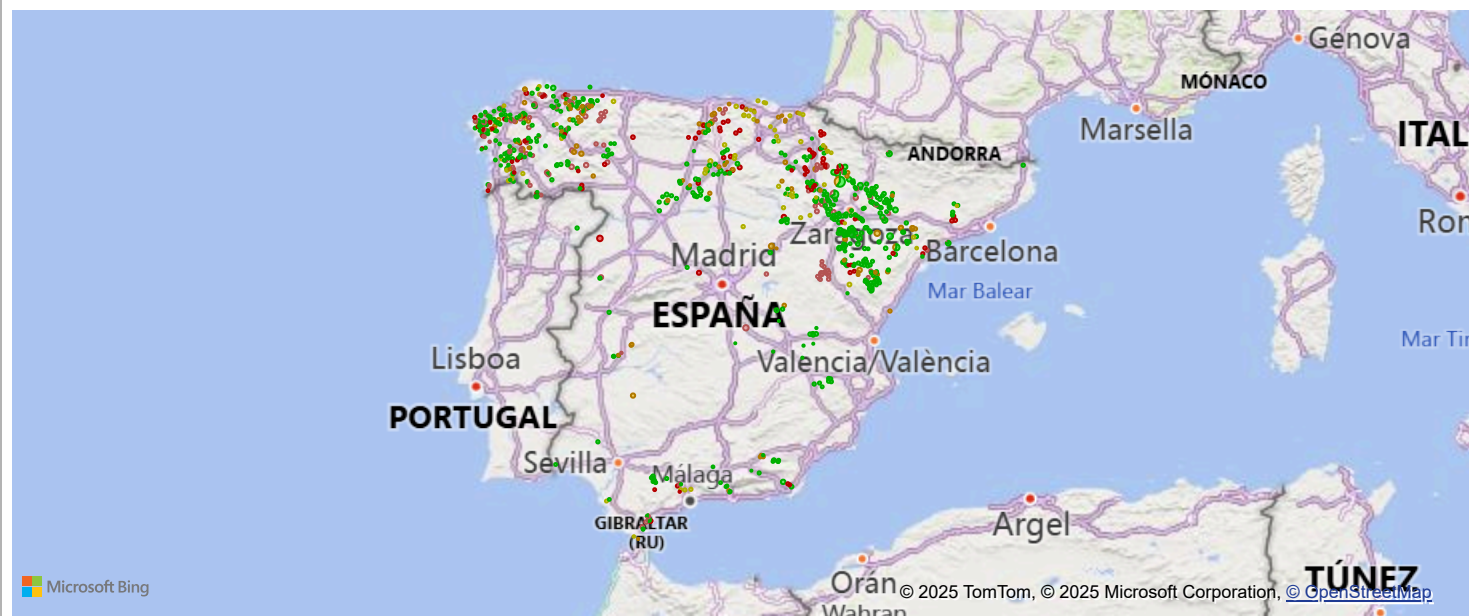 Génova
MÓNACO
Marsella
ITAL
ANDORRA
Ron
Zaragoza
Barcelona
Madrid
Mar Balear
ESPAÑA
Mar Tir
Lisboa
Valencia/València
PORTUGAL
Sevilla
Málaga
GIBRALTAR
(RU)
Argel
Orán
Wahran
TÚNEZ
Microsoft Bing
© 2025 TomTom, © 2025 Microsoft Corporation, © OpenStreetMap